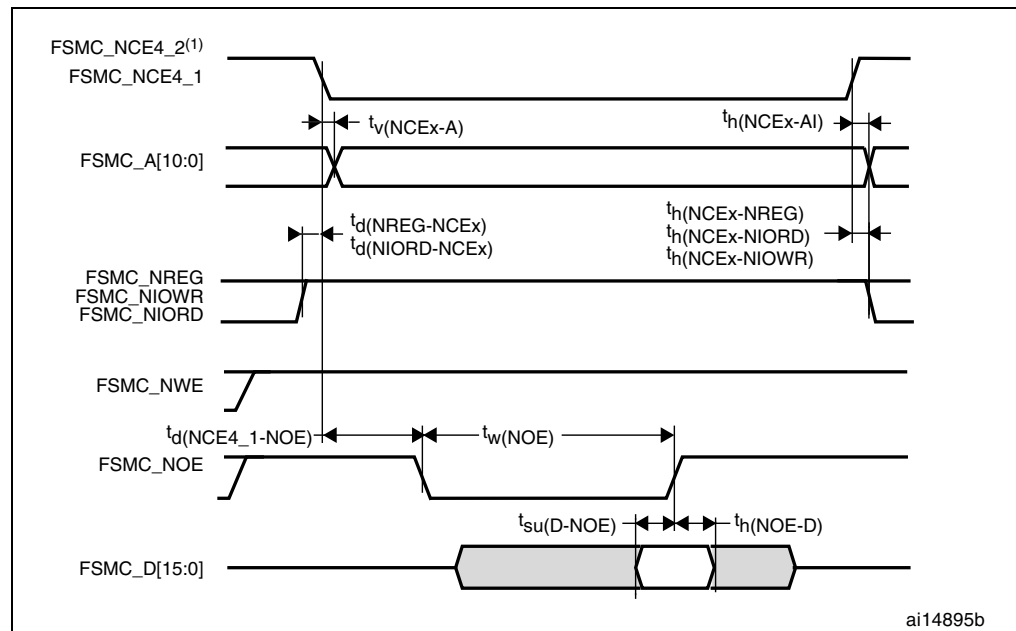 FSMC_NCE4_2(1)
FSMC_NCE4_1
tv(NCEx-A)
th(NCEx-AI)
FSMC_A[10:0]
td(NREG-NCEx)
td(NIORD-NCEx)
th(NCEx-NREG)
th(NCEx-NIORD)
th(NCEx-NIOWR)
FSMC_NREG
FSMC_NIOWR
FSMC_NIORD
FSMC_NWE
td(NCE4_1-NOE)
tw(NOE)
FSMC_NOE
tsu(D-NOE)
th(NOE-D)
FSMC_D[15:0]
ai14895b